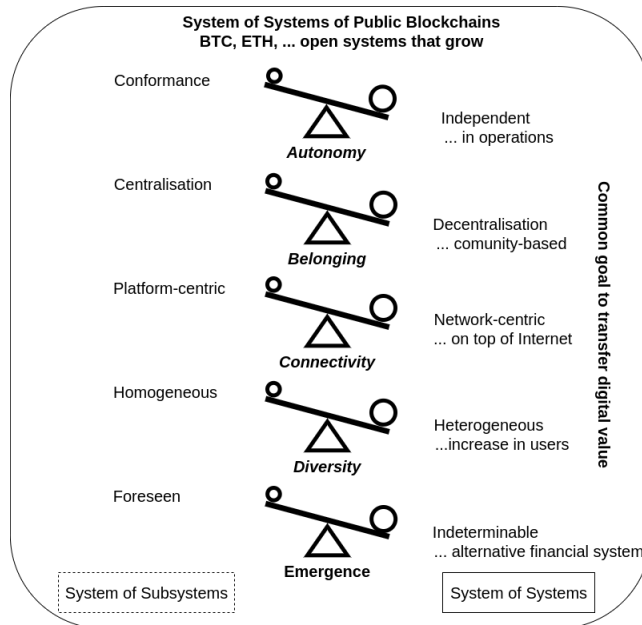 System of Systems of Public Blockchains
BTC, ETH, ... open systems that grow
Conformance
Independent
... in operations
Autonomy
Centralisation
Decentralisation
... comunity-based
Belonging
Platform-centric
Network-centric
... on top of Internet
Connectivity
Homogeneous
Heterogeneous
...increase in users
Diversity
Foreseen
Indeterminable
... alternative financial system
Emergence
System of Subsystems
System of Systems
Common goal to transfer digital value